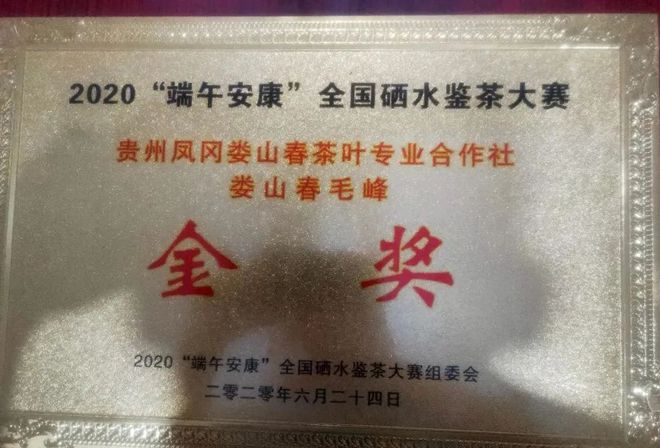 2020“端午安康”全国硒水鉴茶大赛
贵州凤冈娄山春茶叶专业合作社
娄山春毛峰
金奖
2020“端午安康”全国硒水鉴茶大赛组委会
二零二零年六月二十四日